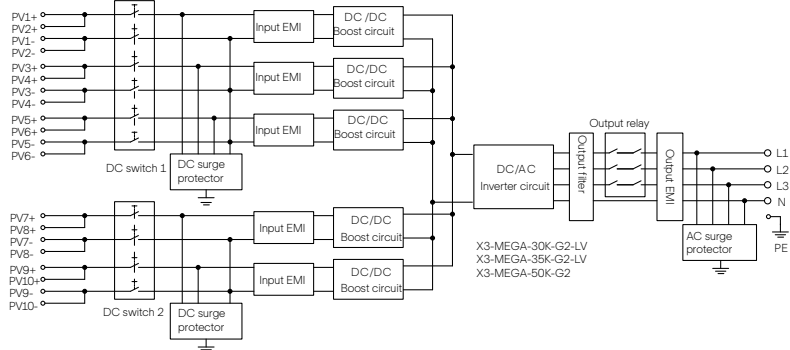 PV1+
PV2+
PV1-
PV2-
PV3+
PV4+
PV3-
PV4-
PV5+
PV6+
PV5-
PV6-
DC switch 1
DC surge
protector
Input EMI
DC /DC
Boost circuit
Input EMI
DC/DC
Boost circuit
Input EMI
DC/DC
Boost circuit
PV7+
PV8+
PV7-
PV8-
PV9+
PV10+
PV9-
PV10-
DC switch 2
DC surge
protector
Input EMI
DC/DC
Boost circuit
Input EMI
DC/DC
Boost circuit
DC/AC
Inverter circuit
Output filter
Output relay
Output EMI
L1
L2
L3
N
PE
AC surge
protector
X3-MEGA-30K-G2-LV
X3-MEGA-35K-G2-LV
X3-MEGA-50K-G2